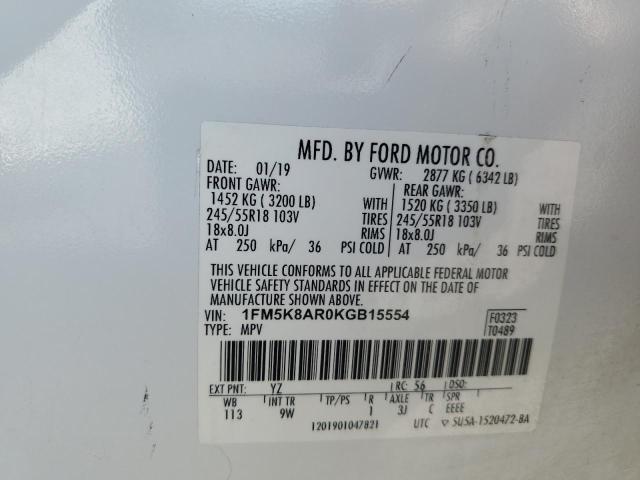 MFD. BY FORD MOTOR CO.
DATE: 01/19 GVWR: 2877 KG ( 6342 LB)
FRONT GAWR: REAR GAWR:
1452 KG ( 3200 LB) WITH 1520 KG ( 3350 LB) WITH
245/55R18 103V TIRES 245/55R18 103V TIRES
18x8.0J RIMS 18x8.0J RIMS
AT 250 kPa/ 36 PSI COLD AT 250 kPa/ 36 PSI COLD
THIS VEHICLE CONFORMS TO ALL APPLICABLE FEDERAL MOTOR
VEHICLE SAFETY STANDARDS IN EFFECT ON THE DATE OF
MANUFACTURE SHOWN ABOVE.
VIN: 1FM5K8AR0KGB15554 F0323
TYPE: MPV T0489
EXT PNT: YZ RC: 56 DSO:
WB INT TR TP/PS R AXLE TR SPR
113 9W 1 3J C EEEE
1201901047821 UTC ▽ 5U5A-1520472-BA